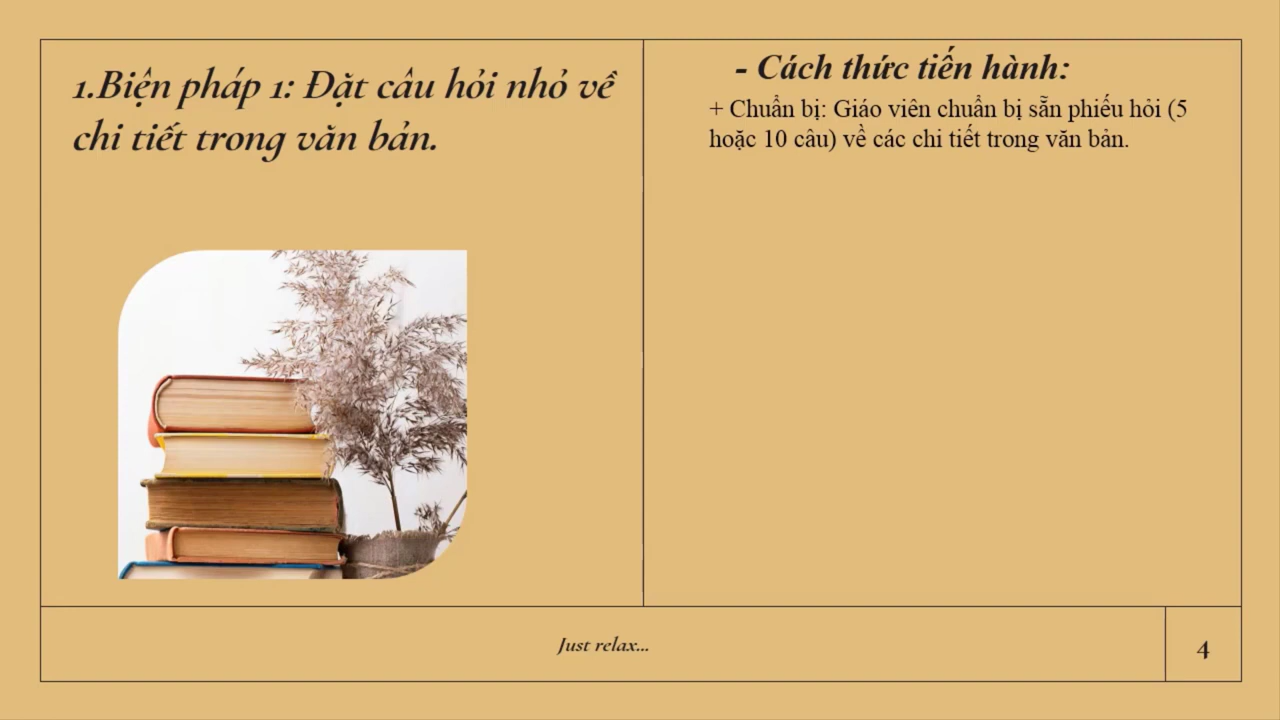 1.Biện pháp 1: Đặt câu hỏi nhỏ về
chi tiết trong văn bản.
- Cách thức tiến hành:
+ Chuẩn bị: Giáo viên chuẩn bị sẵn phiếu hỏi (5
hoặc 10 câu) về các chi tiết trong văn bản.
Just relax...
4